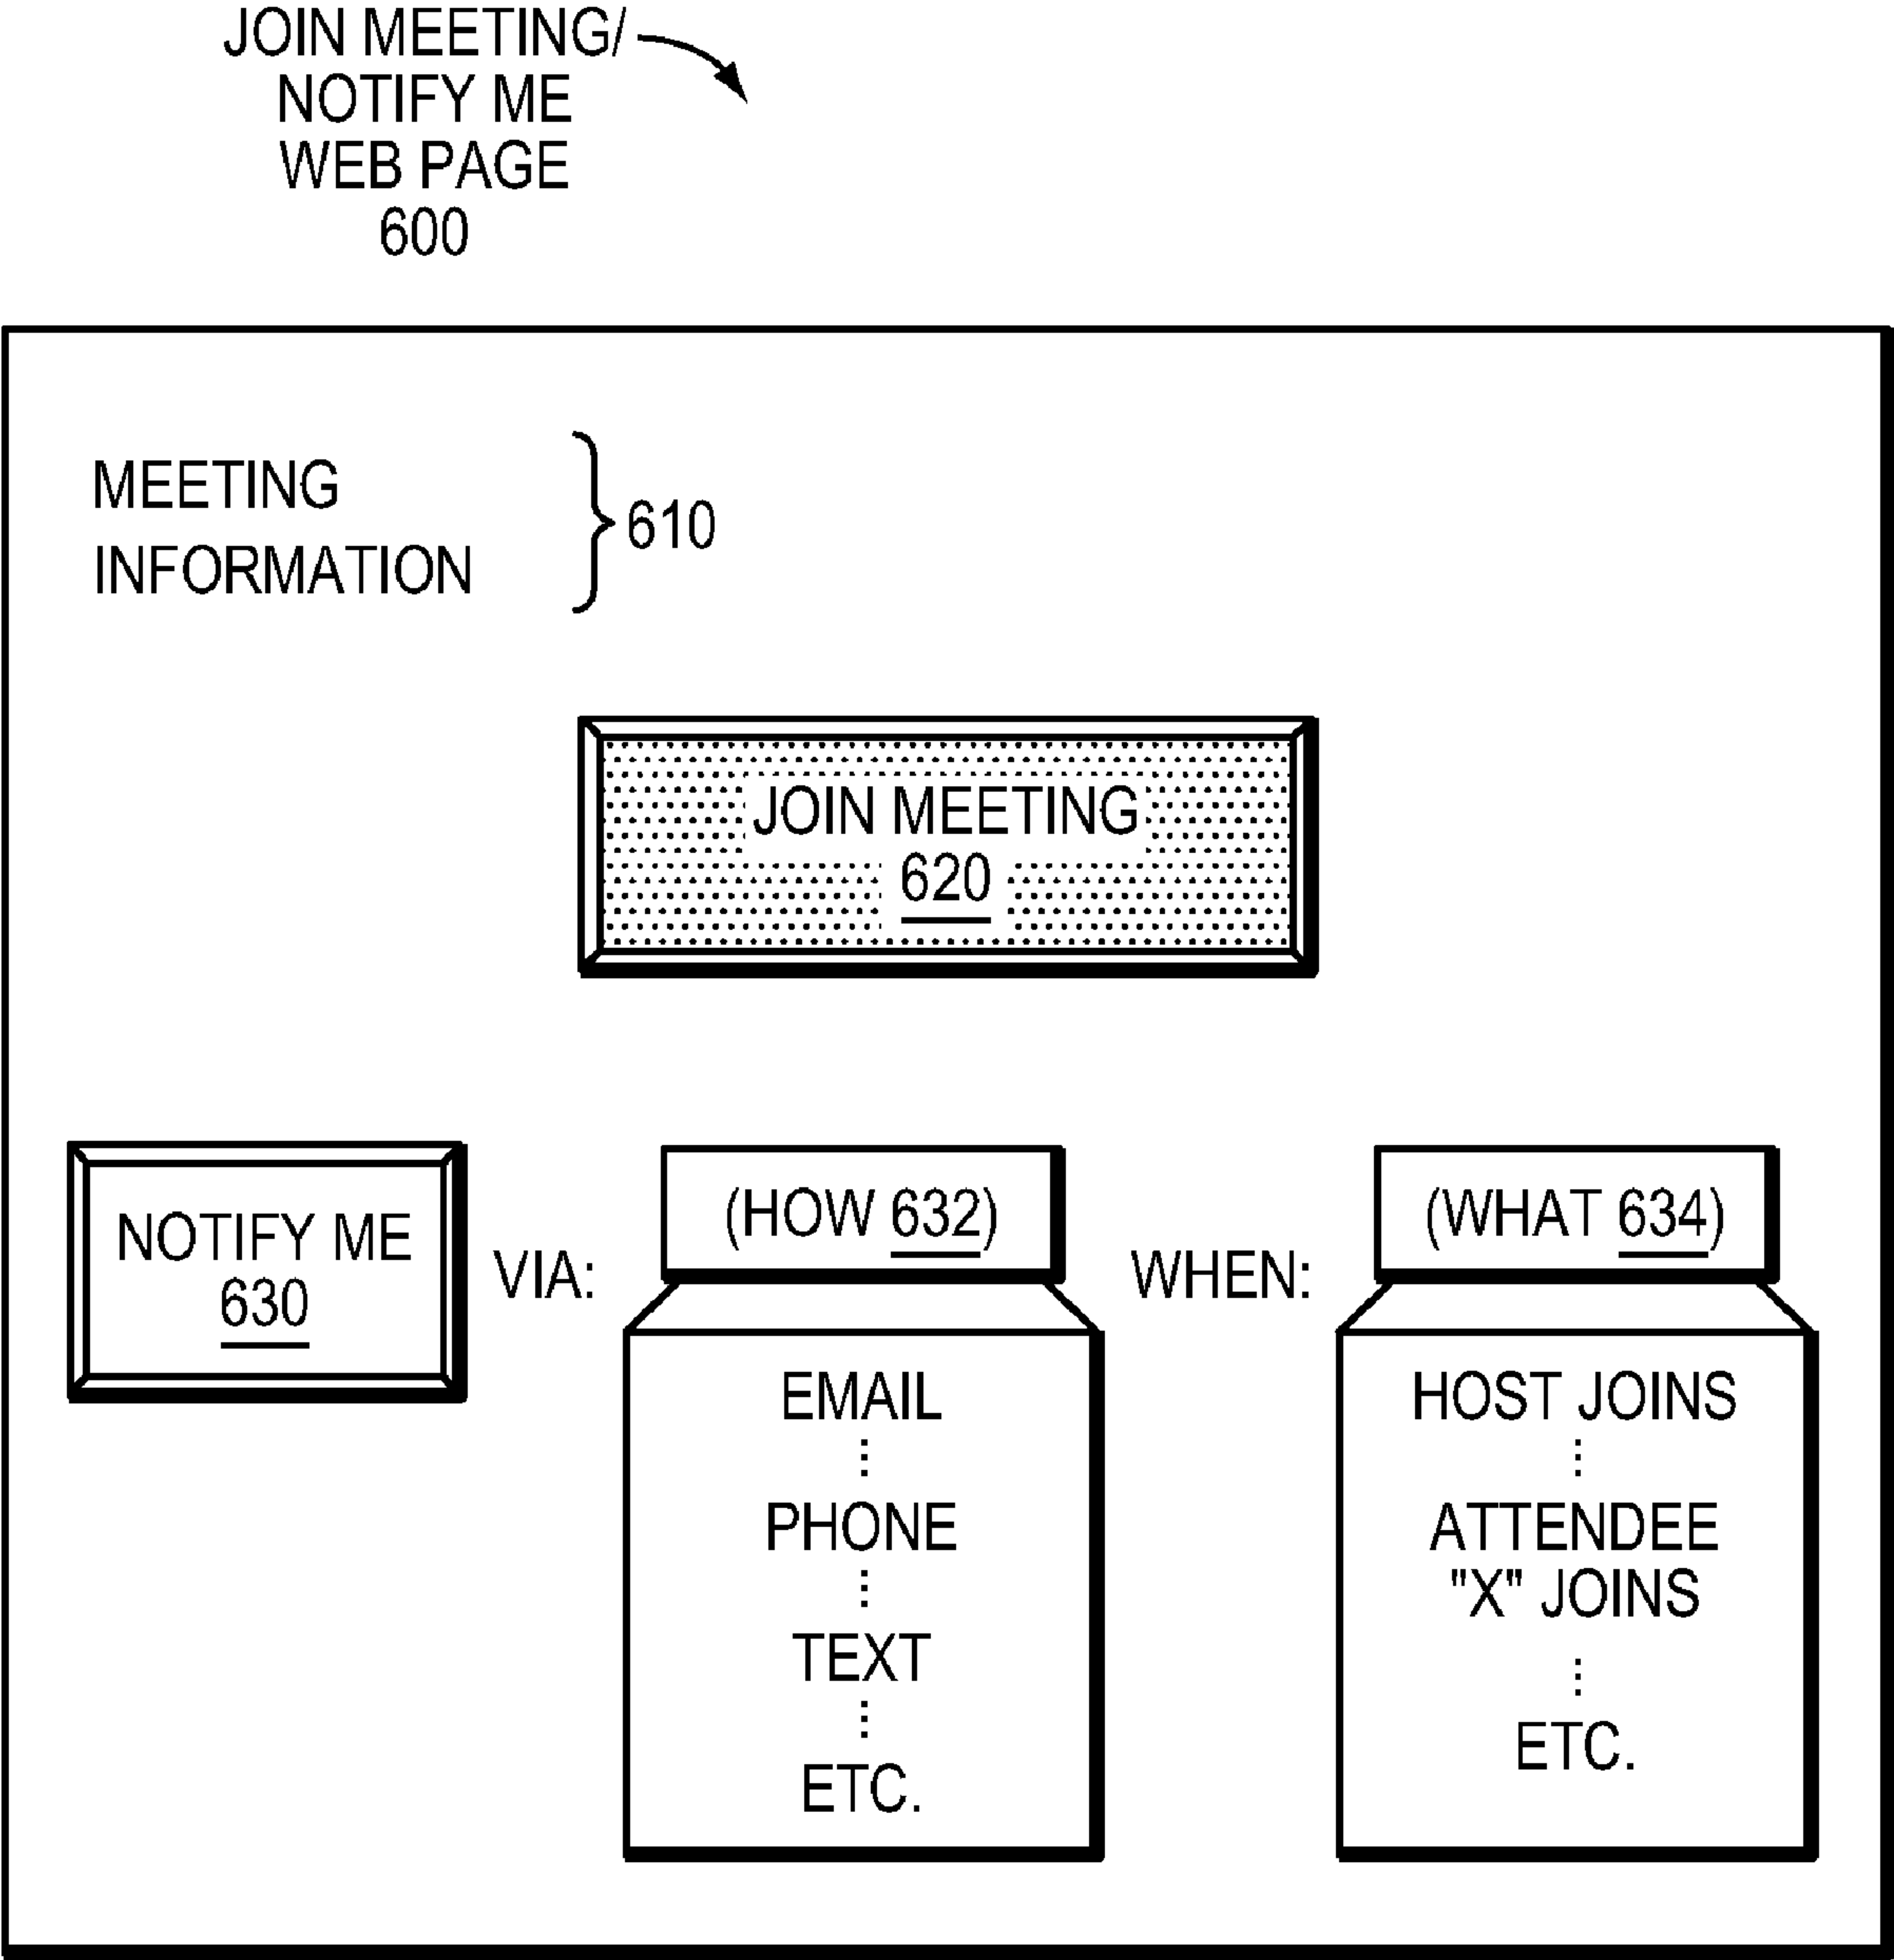 JOIN MEETING/
NOTIFY ME
WEB PAGE
600
MEETING
INFORMATION
610
JOIN MEETING
620
NOTIFY ME
630
VIA:
(HOW 632)
EMAIL
PHONE
TEXT
ETC.
WHEN:
(WHAT 634)
HOST JOINS
ATTENDEE
"X" JOINS
ETC.